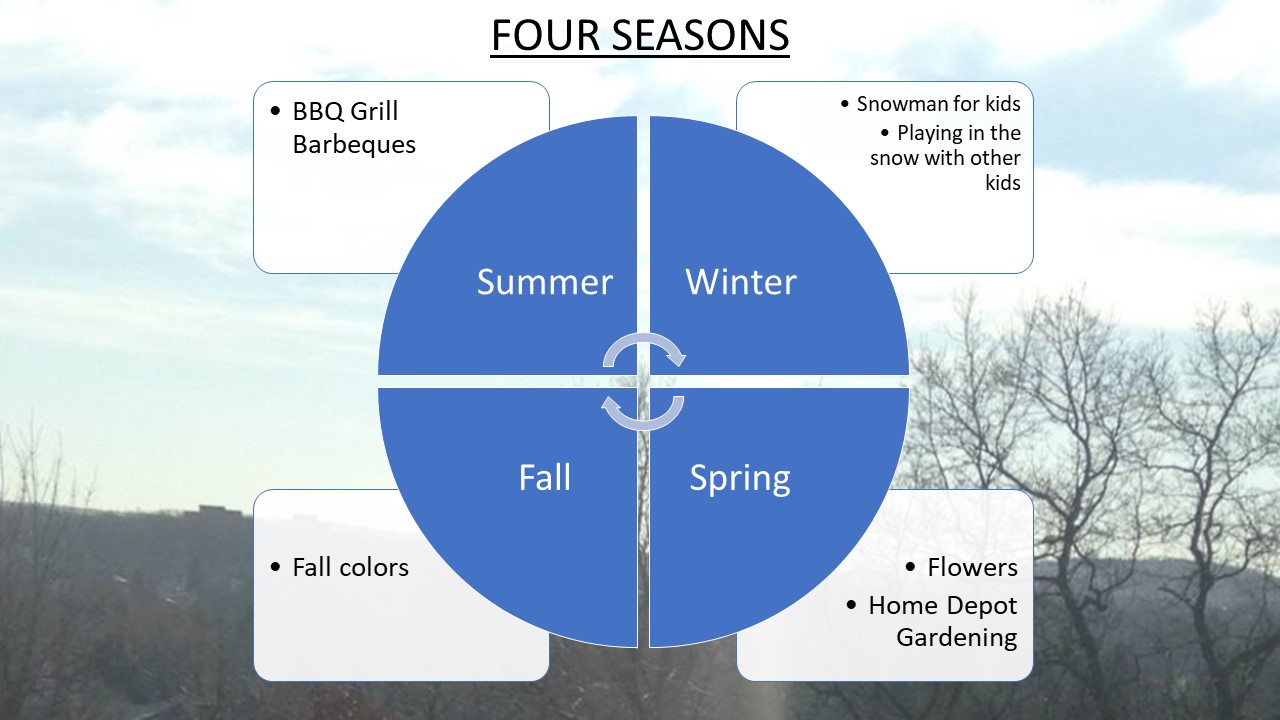 FOUR SEASONS
• BBQ Grill
Barbeques
• Snowman for kids
• Playing in the
snow with other
kids
Summer
Winter
Fall
Spring
• Fall colors
• Flowers
• Home Depot
Gardening